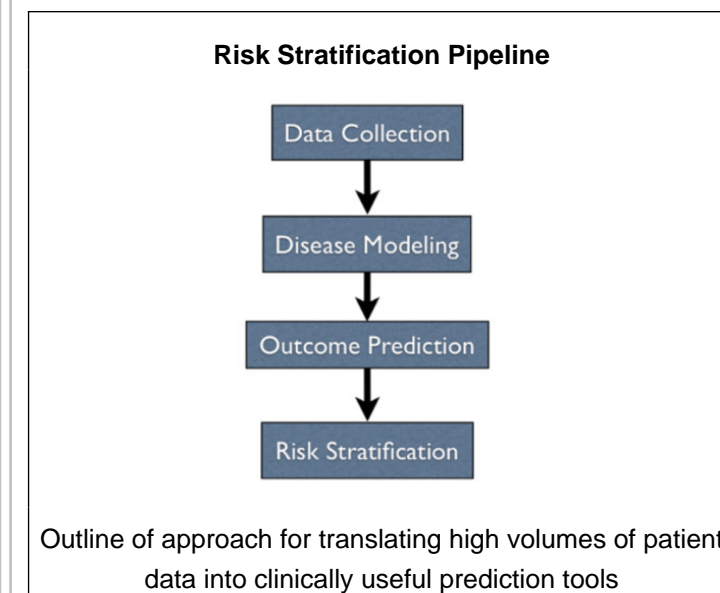 Risk Stratification Pipeline
Data Collection
Disease Modeling
Outcome Prediction
Risk Stratification
Outline of approach for translating high volumes of patient
data into clinically useful prediction tools